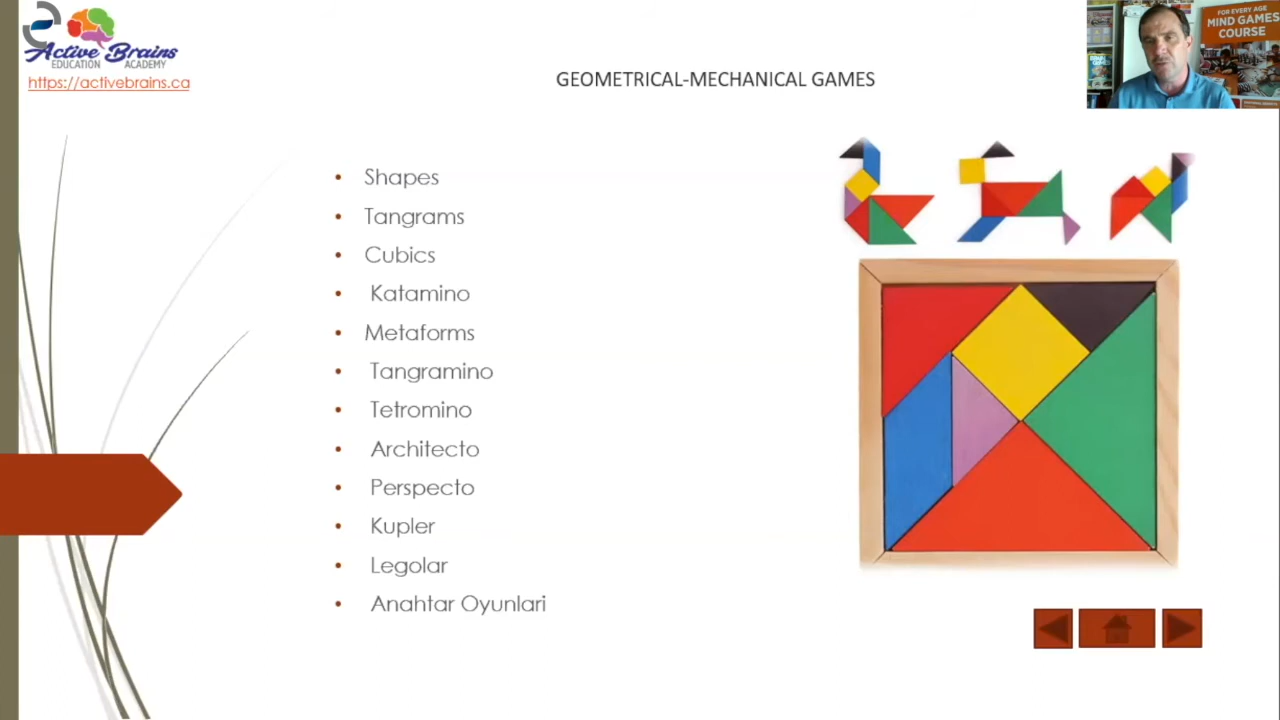 Active Brains
EDUCATION ACADEMY
https://activebrains.ca
GEOMETRICAL-MECHANICAL GAMES
FOR EVERY AGE
MIND GAMES
COURSE
• Shapes
• Tangrams
• Cubics
• Katamino
• Metaforms
• Tangramino
• Tetromino
• Architecto
• Perspecto
• Kupler
• Legolar
• Anahtar Oyunlari